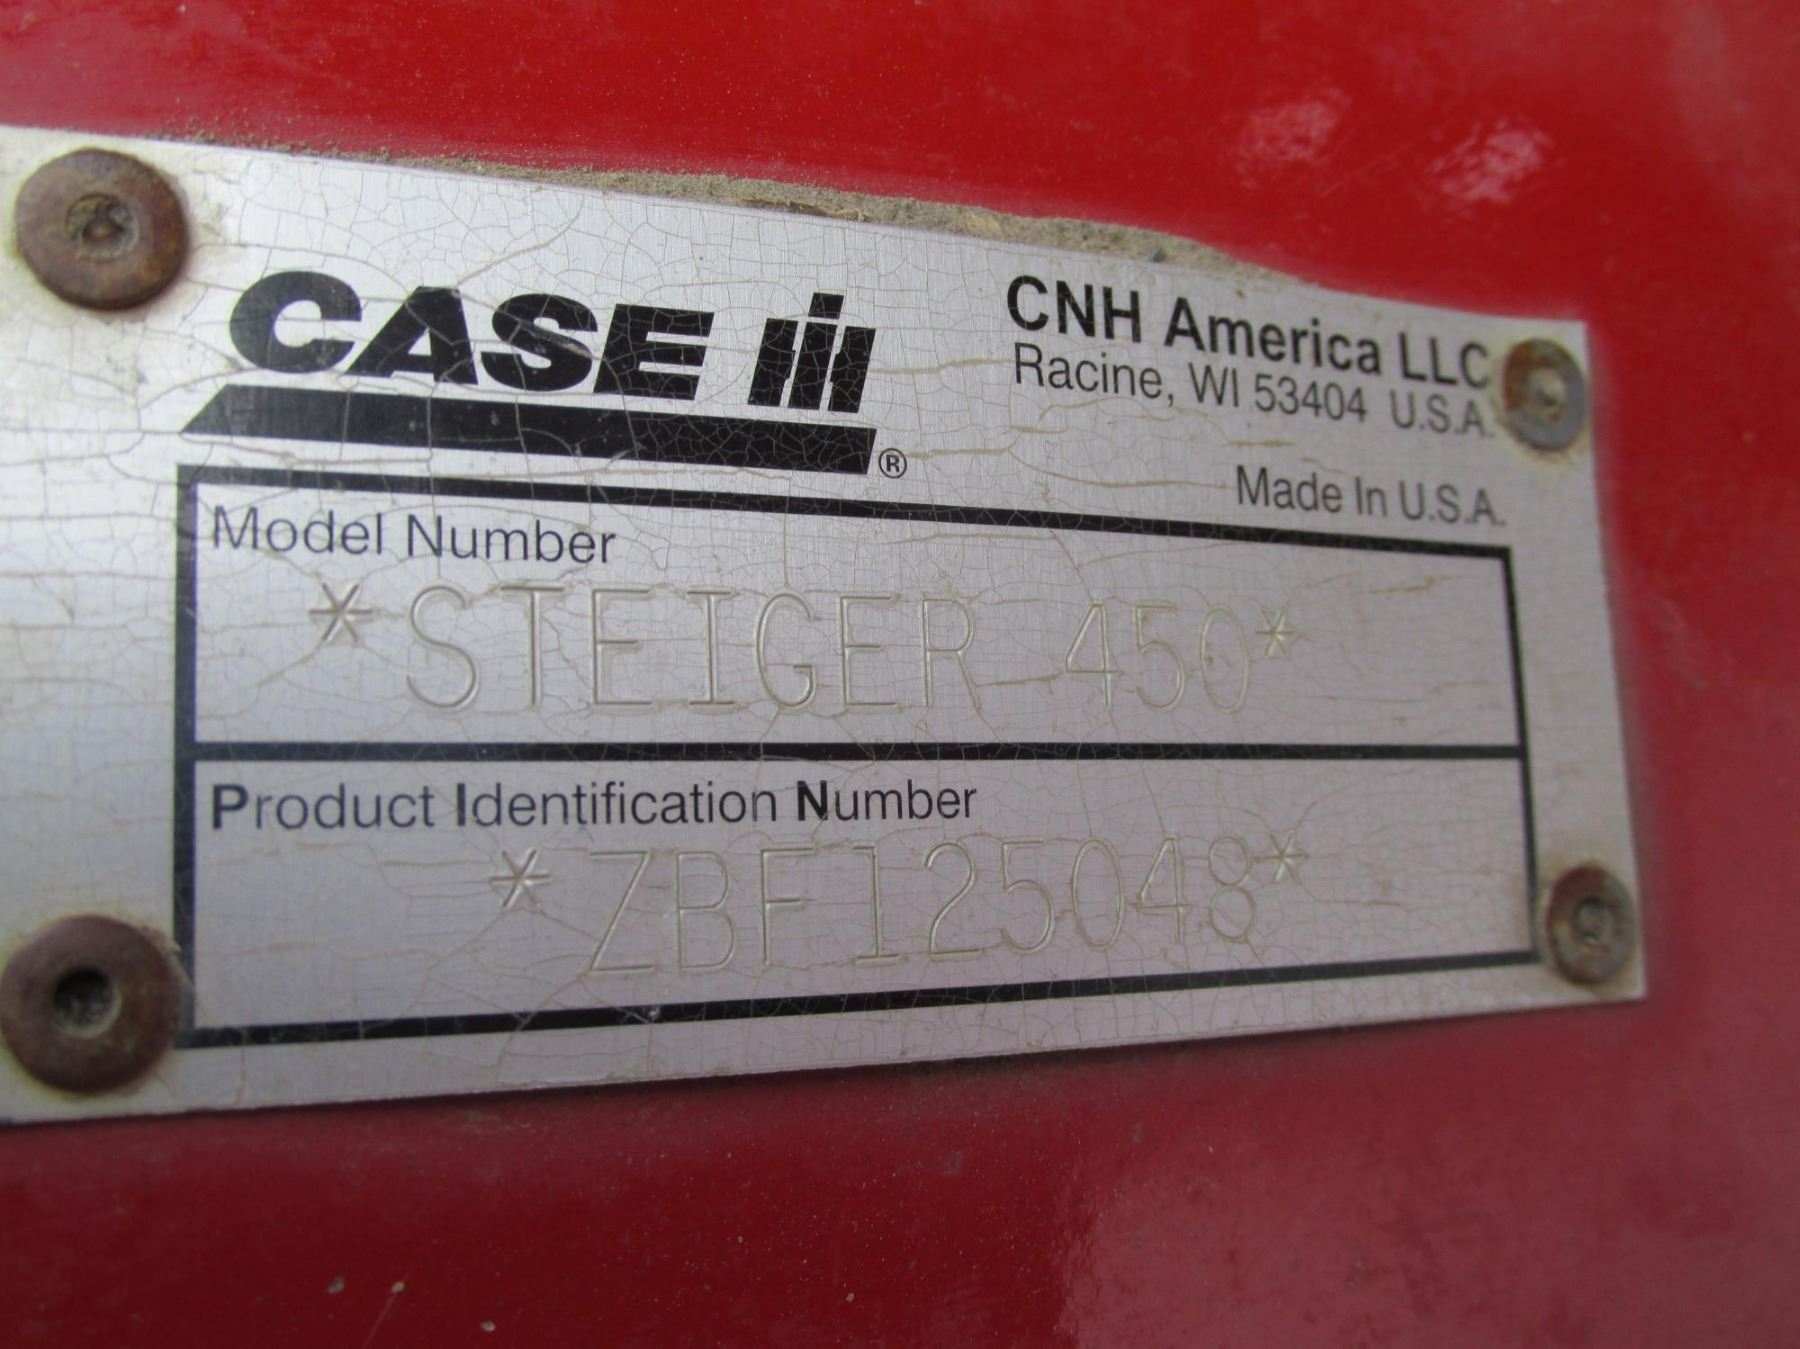 CASE IH ®
CNH America LLC
Racine, WI 53404 U.S.A.
Made In U.S.A.
Model Number
*STEIGER 450*
Product Identification Number
*ZBF125048*